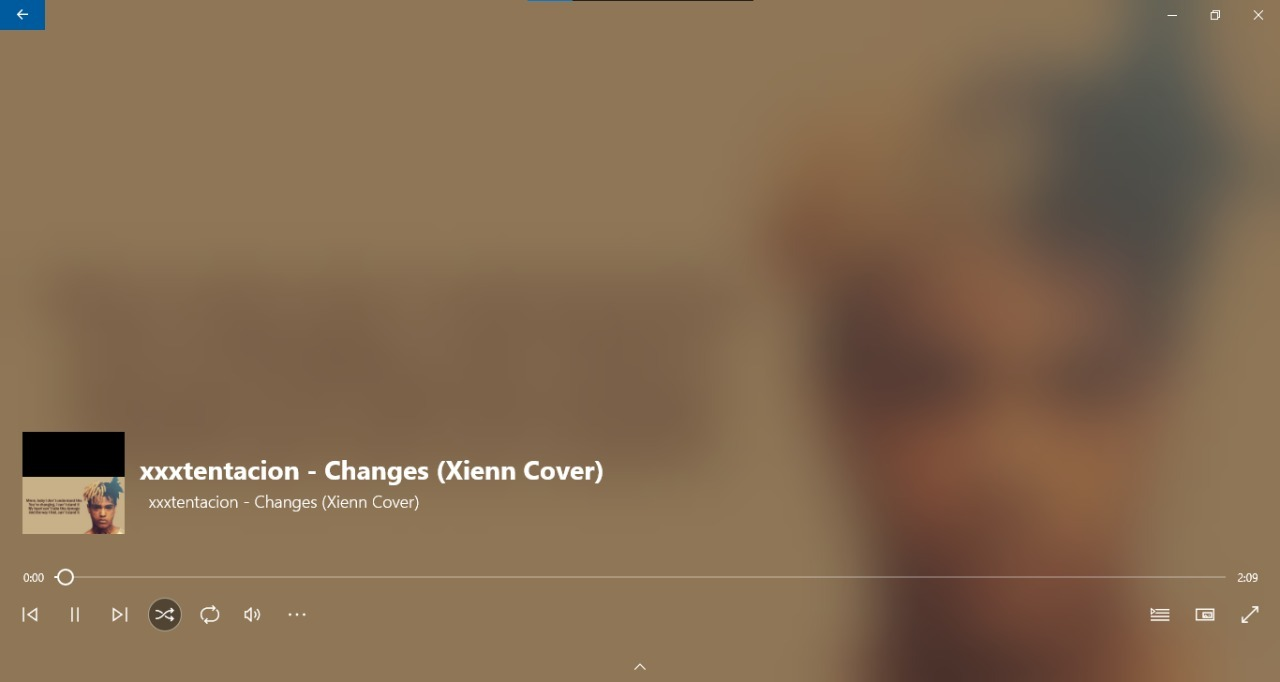 xxxtentacion - Changes (Xienn Cover)
xxxtentacion - Changes (Xienn Cover)
0:00
2:09